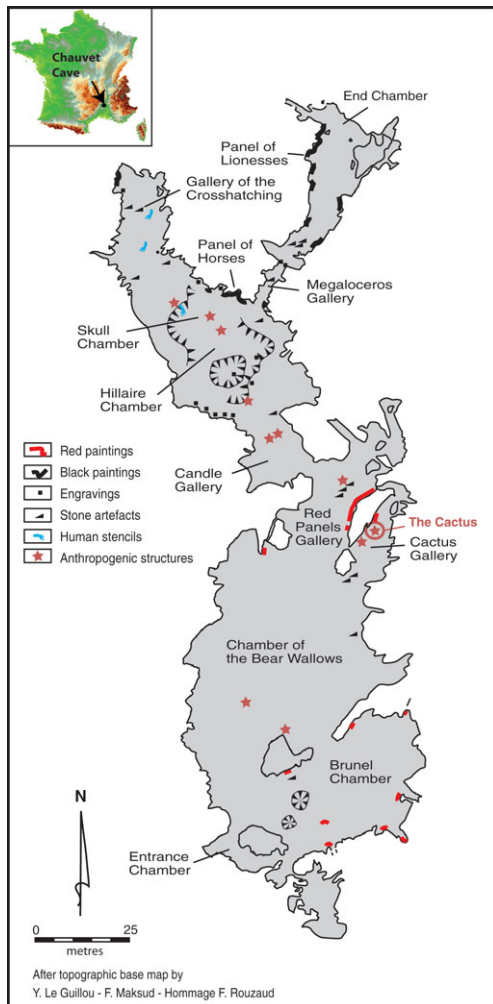 Chauvet
Cave
End Chamber
Panel of
Lionesses
Gallery of the
Crosshatching
Panel of
Horses
Megaloceros
Gallery
Skull
Chamber
Hillaire
Chamber
Red paintings
Black paintings
Engravings
Stone artefacts
Human stencils
Anthropogenic structures
Candle
Gallery
Red
Panels
Gallery
The Cactus
Cactus
Gallery
Chamber of
the Bear Wallows
Brunel
Chamber
N
Entrance
Chamber
0 25
metres
After topographic base map by
Y. Le Guillou - F. Maksud - Hommage F. Rouzaud